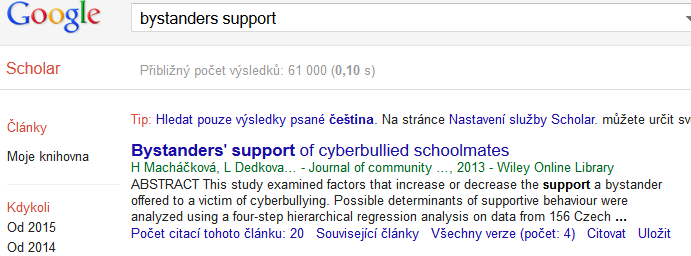 Google
bystanders support
Scholar
Přibližný počet výsledků: 61 000 (0,10 s)
Články
Moje knihovna
Kdykoli
Od 2015
Od 2014
Tip: Hledat pouze výsledky psané čeština. Na stránce Nastavení služby Scholar. můžete určit sv
Bystanders' support of cyberbullied schoolmates
H Macháčková, L Dedkova… - Journal of community …, 2013 - Wiley Online Library
ABSTRACT This study examined factors that increase or decrease the support a bystander
offered to a victim of cyberbullying. Possible determinants of supportive behaviour were
analyzed using a four-step hierarchical regression analysis on data from 156 Czech ...
Počet citací tohoto článku: 20 Související články Všechny verze (počet: 4) Citovat Uložit